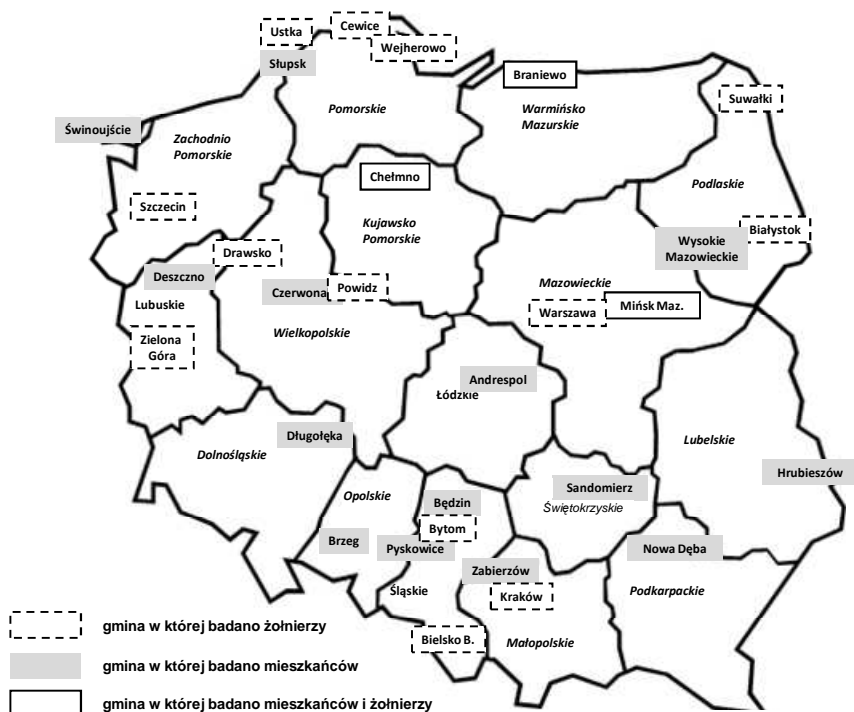 Ustka
Cewice
Wejherowo
Słupsk
Braniewo
Suwałki
Pomorskie
Warmińsko
Mazurskie
Świnoujście
Zachodnio
Pomorskie
Chełmno
Podlaskie
Szczecin
Kujawsko
Pomorskie
Białystok
Wysokie
Mazowieckie
Drawsko
Deszczno
Mazowieckie
Czerwona
Powidz
Lubuskie
Mińsk Maz.
Warszawa
Wielkopolskie
Zielona
Góra
Andrespol
Łódzkie
Długołęka
Lubelskie
Dolnośląskie
Hrubieszów
Sandomierz
Opolskie
Będzin
Świętokrzyskie
Bytom
Brzeg
Pyskowice
Nowa Dęba
Zabierzów
Śląskie
Kraków
Podkarpackie
Bielsko B.
Małopolskie
gmina w której badano żołnierzy
gmina w której badano mieszkańców
gmina w której badano mieszkańców i żołnierzy